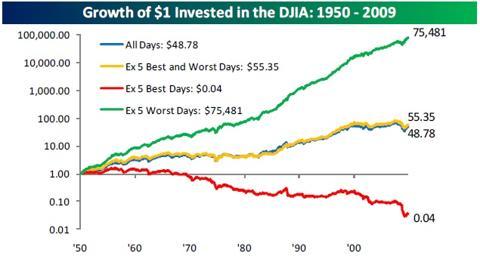 Growth of $1 Invested in the DJIA: 1950 - 2009
100,000.00
10,000.00
1,000.00
100.00
10.00
1.00
0.10
0.01
All Days: $48.78
Ex 5 Best and Worst Days: $55.35
Ex 5 Best Days: $0.04
Ex 5 Worst Days: $75,481
75,481
55.35
48.78
0.04
'50 '60 '70 '80 '90 '00